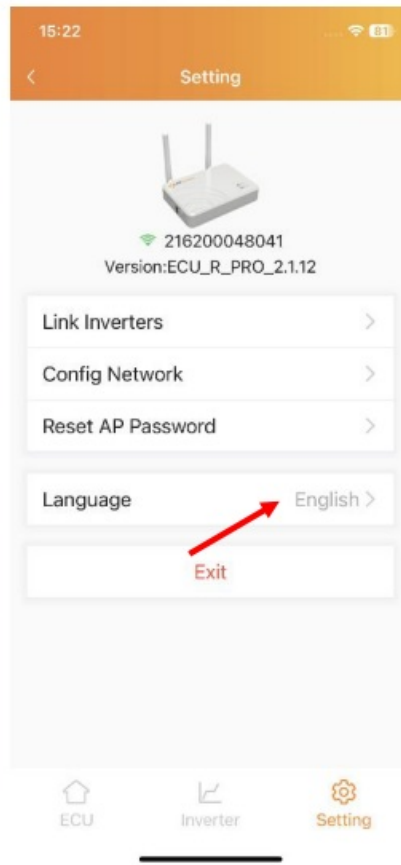 15:22
81
Setting
216200048041
Version:ECU_R_PRO_2.1.12
Link Inverters
Config Network
Reset AP Password
Language English
Exit
ECU Inverter Setting